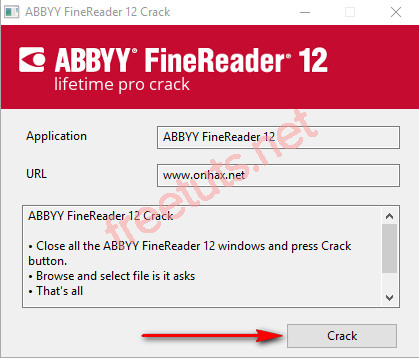 ABBYY FineReader 12 Crack
ABBYY® FineReader® 12
lifetime pro crack
Application
ABBYY FineReader 12
URL
www.onhax.net
ABBYY FineReader 12 Crack
• Close all the ABBYY FineReader 12 windows and press Crack
button.
• Browse and select file is it asks
• That's all
Crack
freetuts.net